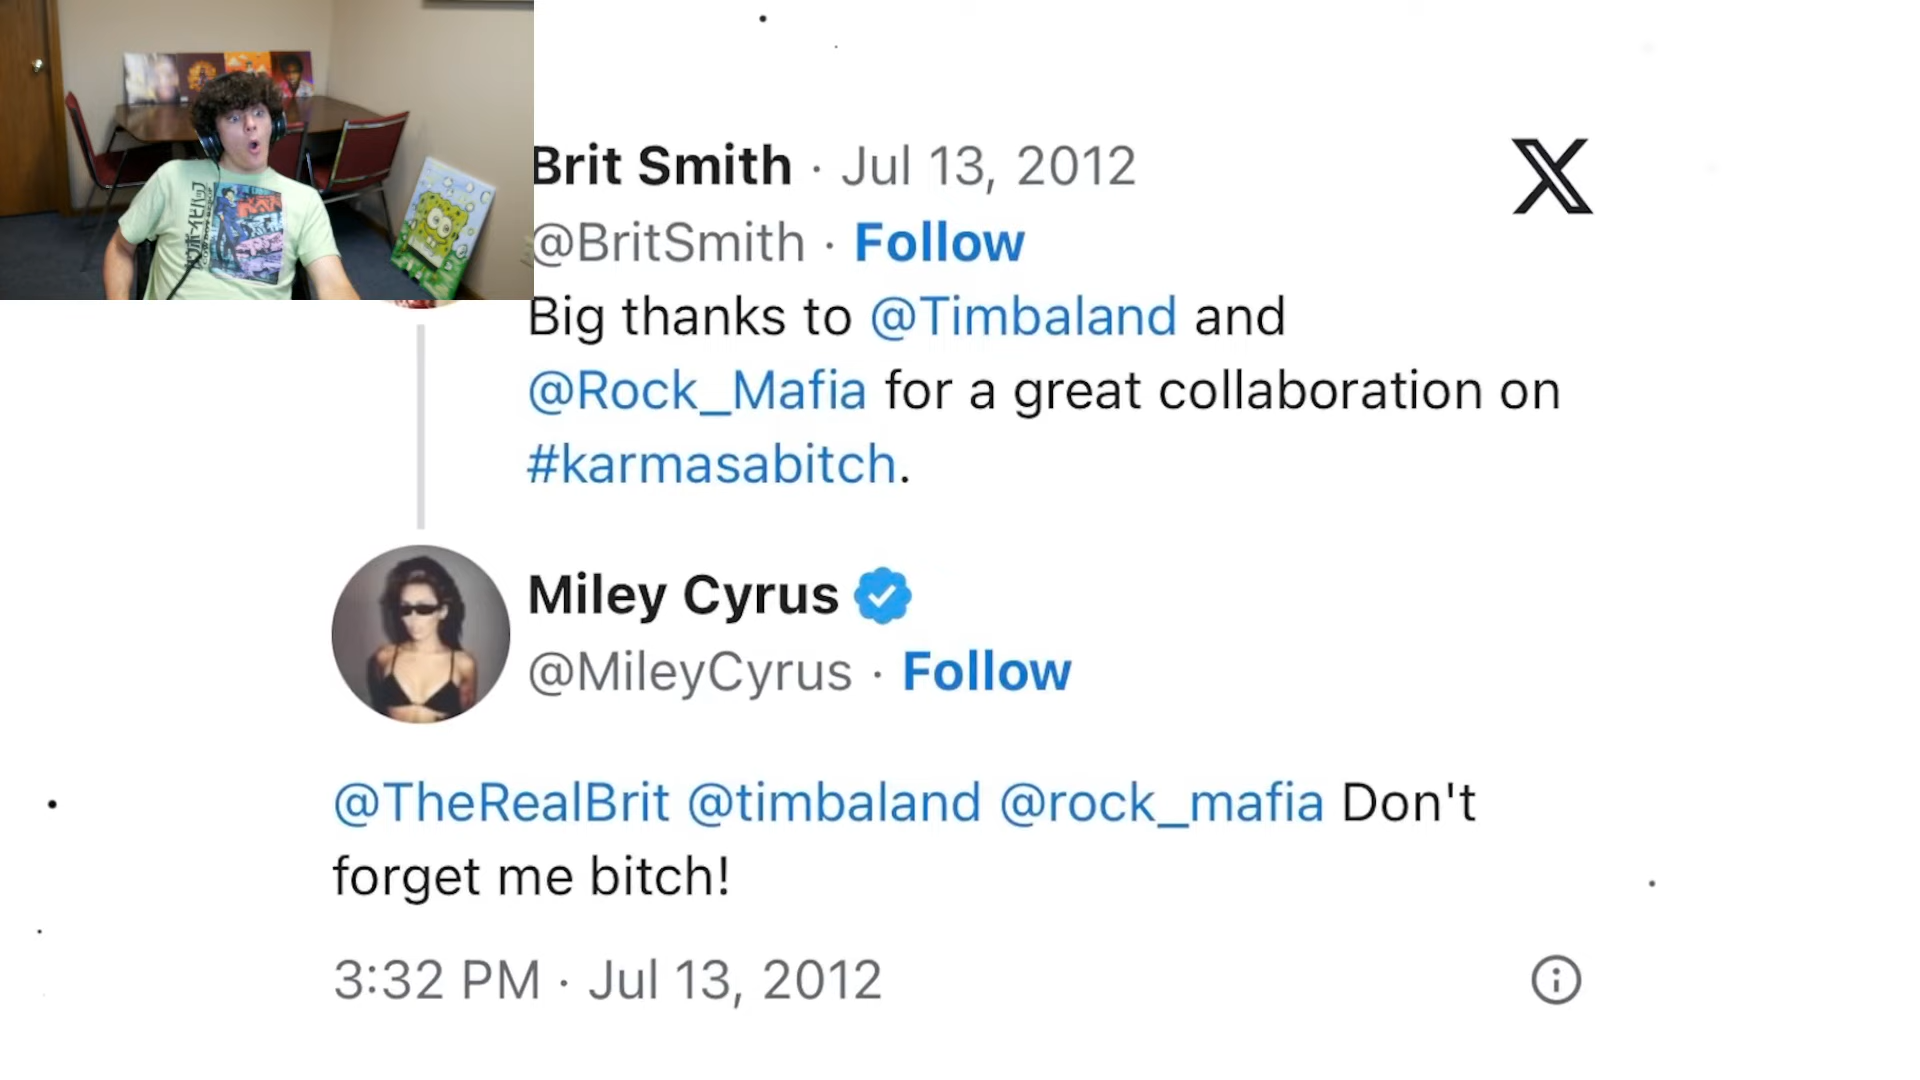 Brit Smith · Jul 13, 2012
@BritSmith · Follow
Big thanks to @Timbaland and
@Rock_Mafia for a great collaboration on
#karmasabitch.
Miley Cyrus
@MileyCyrus · Follow
@TheRealBrit @timbaland @rock_mafia Don't
forget me bitch!
3:32 PM · Jul 13, 2012